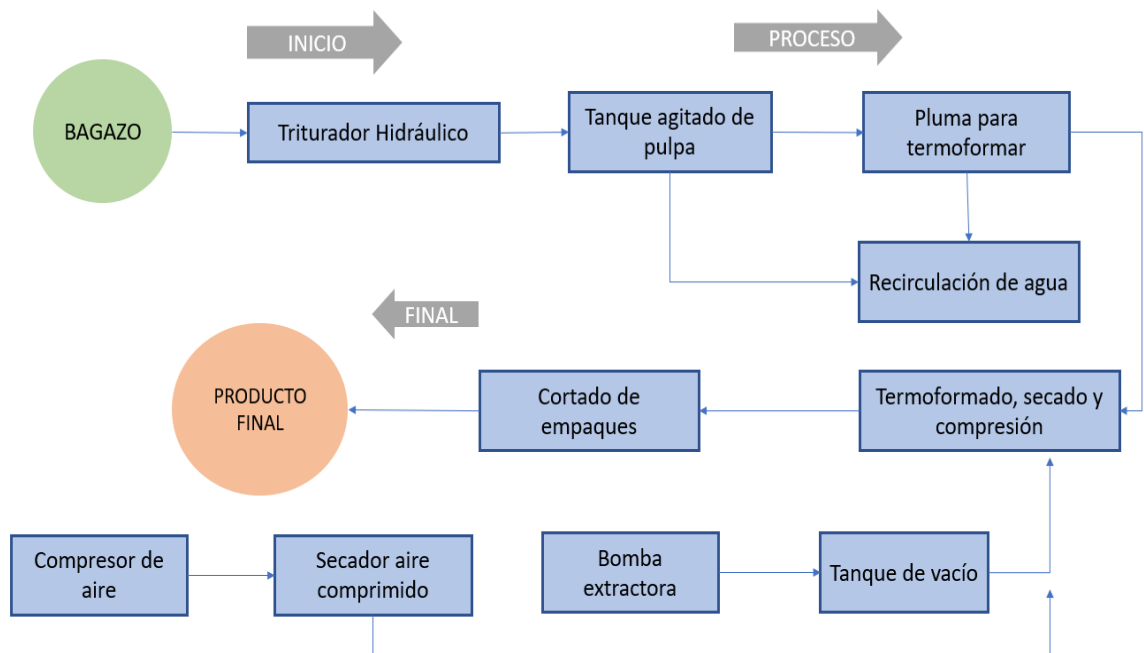 INICIO
PROCESO
BAGAZO
Triturador Hidráulico
Tanque agitado de
pulpa
Pluma para
termoformar
Recirculación de agua
FINAL
PRODUCTO
FINAL
Cortado de
empaques
Termoformado, secado y
compresión
Compresor de
aire
Secador aire
comprimido
Bomba
extractora
Tanque de vacío